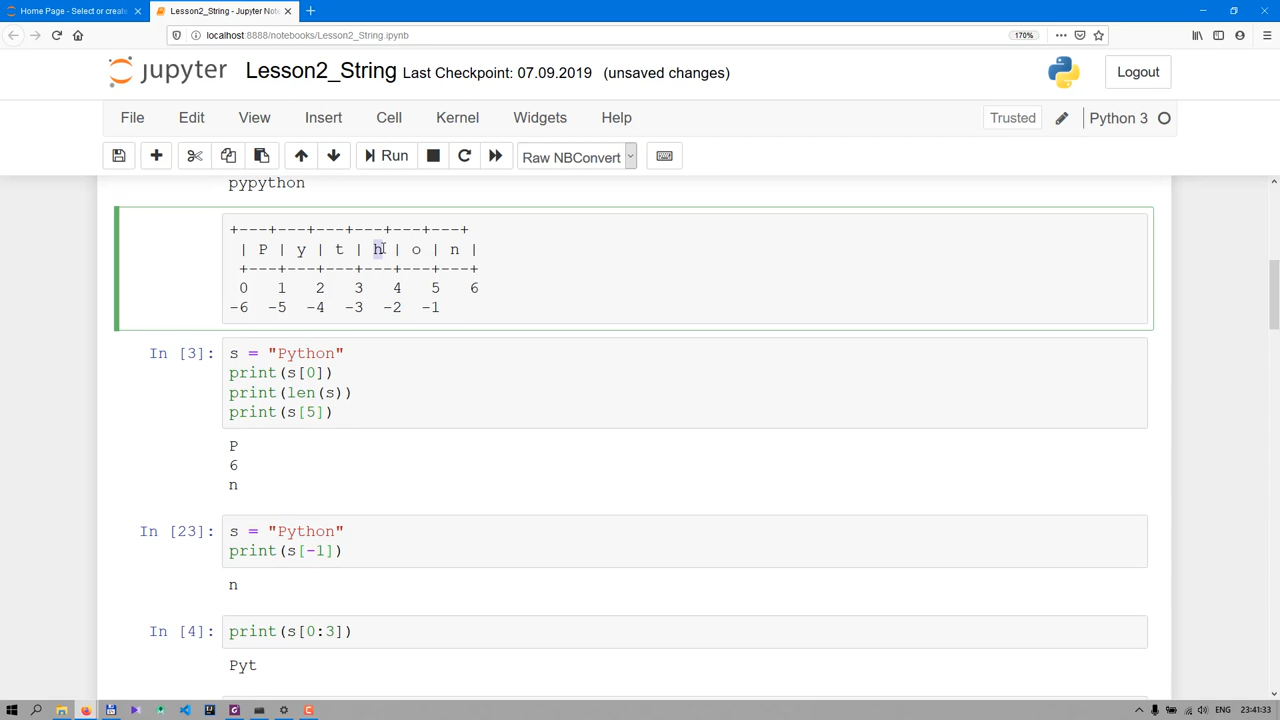 Home Page - Select or create
Lesson2_String - Jupyter Not
localhost:8888/notebooks/Lesson2_String.ipynb
170%
jupyter Lesson2_String Last Checkpoint: 07.09.2019 (unsaved changes)
Logout
File Edit View Insert Cell Kernel Widgets Help
Trusted
Python 3
Run
Raw NBConvert
pypython
+---+---+---+---+---+---+
| P | y | t | h | o | n |
+---+---+---+---+---+---+
0 1 2 3 4 5 6
-6 -5 -4 -3 -2 -1
In [3]: s = "Python"
print(s[0])
print(len(s))
print(s[5])
P
6
n
In [23]: s = "Python"
print(s[-1])
n
In [4]: print(s[0:3])
Pyt
ENG 23:41:33